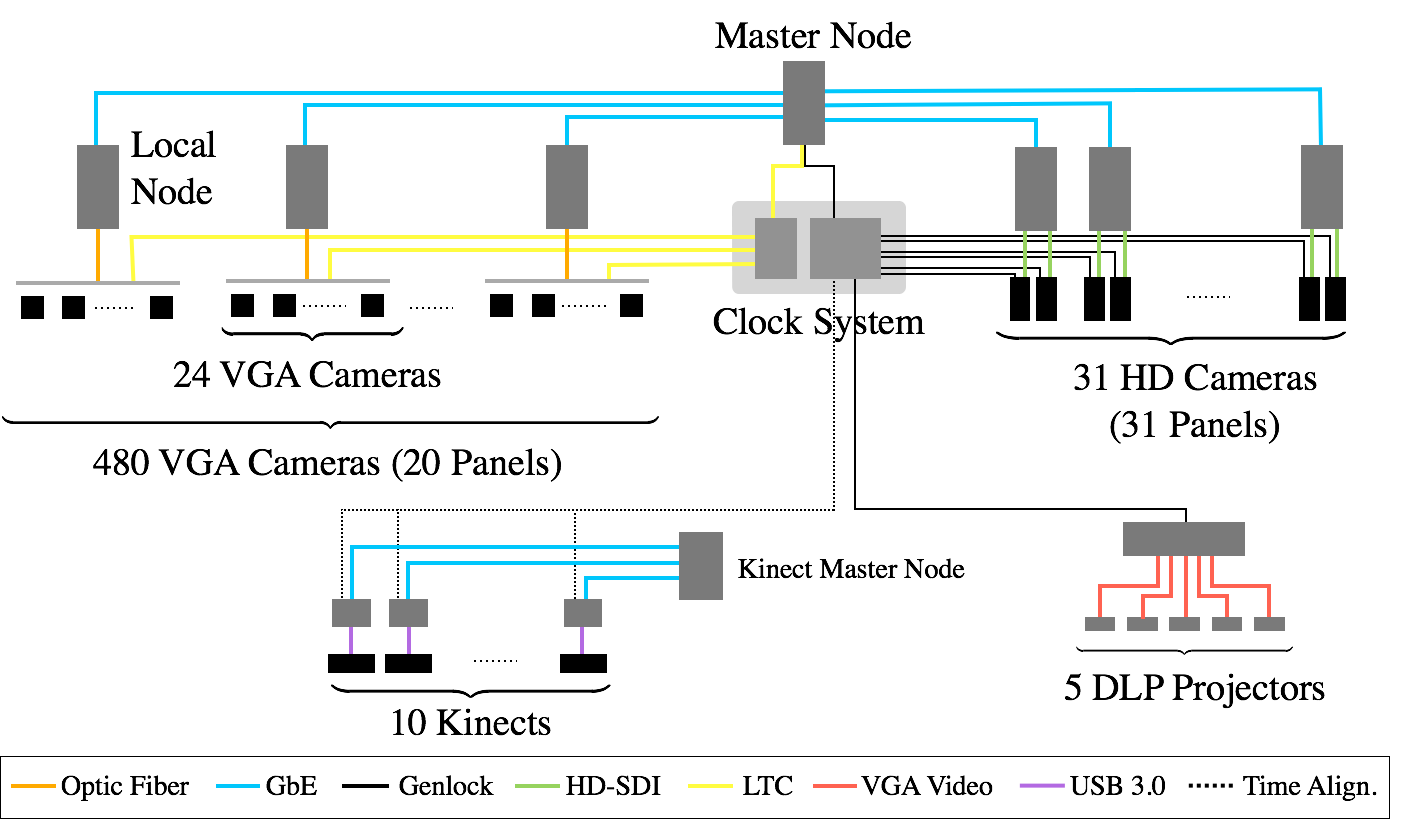 Master Node
Local
Node
Clock System
24 VGA Cameras
31 HD Cameras
(31 Panels)
480 VGA Cameras (20 Panels)
Kinect Master Node
5 DLP Projectors
10 Kinects
Optic Fiber
GbE
Genlock
HD-SDI
LTC
VGA Video
USB 3.0
Time Align.